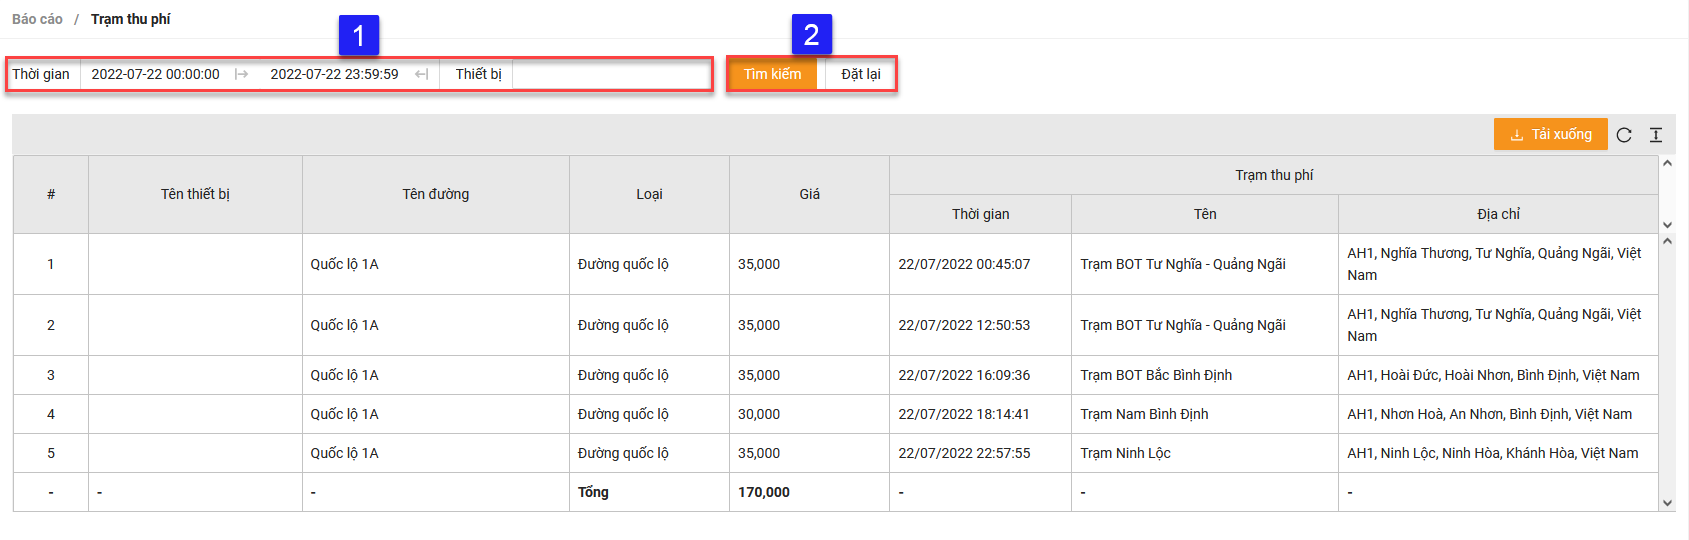 Báo cáo / Trạm thu phí
1
2
Thời gian 2022-07-22 00:00:00 2022-07-22 23:59:59 Thiết bị Tìm kiếm Đặt lại
Tải xuống
# Tên thiết bị Tên đường Loại Giá Trạm thu phí
Thời gian Tên Địa chỉ
1 Quốc lộ 1A Đường quốc lộ 35,000 22/07/2022 00:45:07 Trạm BOT Tư Nghĩa - Quảng Ngãi AH1, Nghĩa Thương, Tư Nghĩa, Quảng Ngãi, Việt
Nam
2 Quốc lộ 1A Đường quốc lộ 35,000 22/07/2022 12:50:53 Trạm BOT Tư Nghĩa - Quảng Ngãi AH1, Nghĩa Thương, Tư Nghĩa, Quảng Ngãi, Việt
Nam
3 Quốc lộ 1A Đường quốc lộ 35,000 22/07/2022 16:09:36 Trạm BOT Bắc Bình Định AH1, Hoài Đức, Hoài Nhơn, Bình Định, Việt Nam
4 Quốc lộ 1A Đường quốc lộ 30,000 22/07/2022 18:14:41 Trạm Nam Bình Định AH1, Nhơn Hoà, An Nhơn, Bình Định, Việt Nam
5 Quốc lộ 1A Đường quốc lộ 35,000 22/07/2022 22:57:55 Trạm Ninh Lộc AH1, Ninh Lộc, Ninh Hòa, Khánh Hòa, Việt Nam
- - - Tổng 170,000 - - -